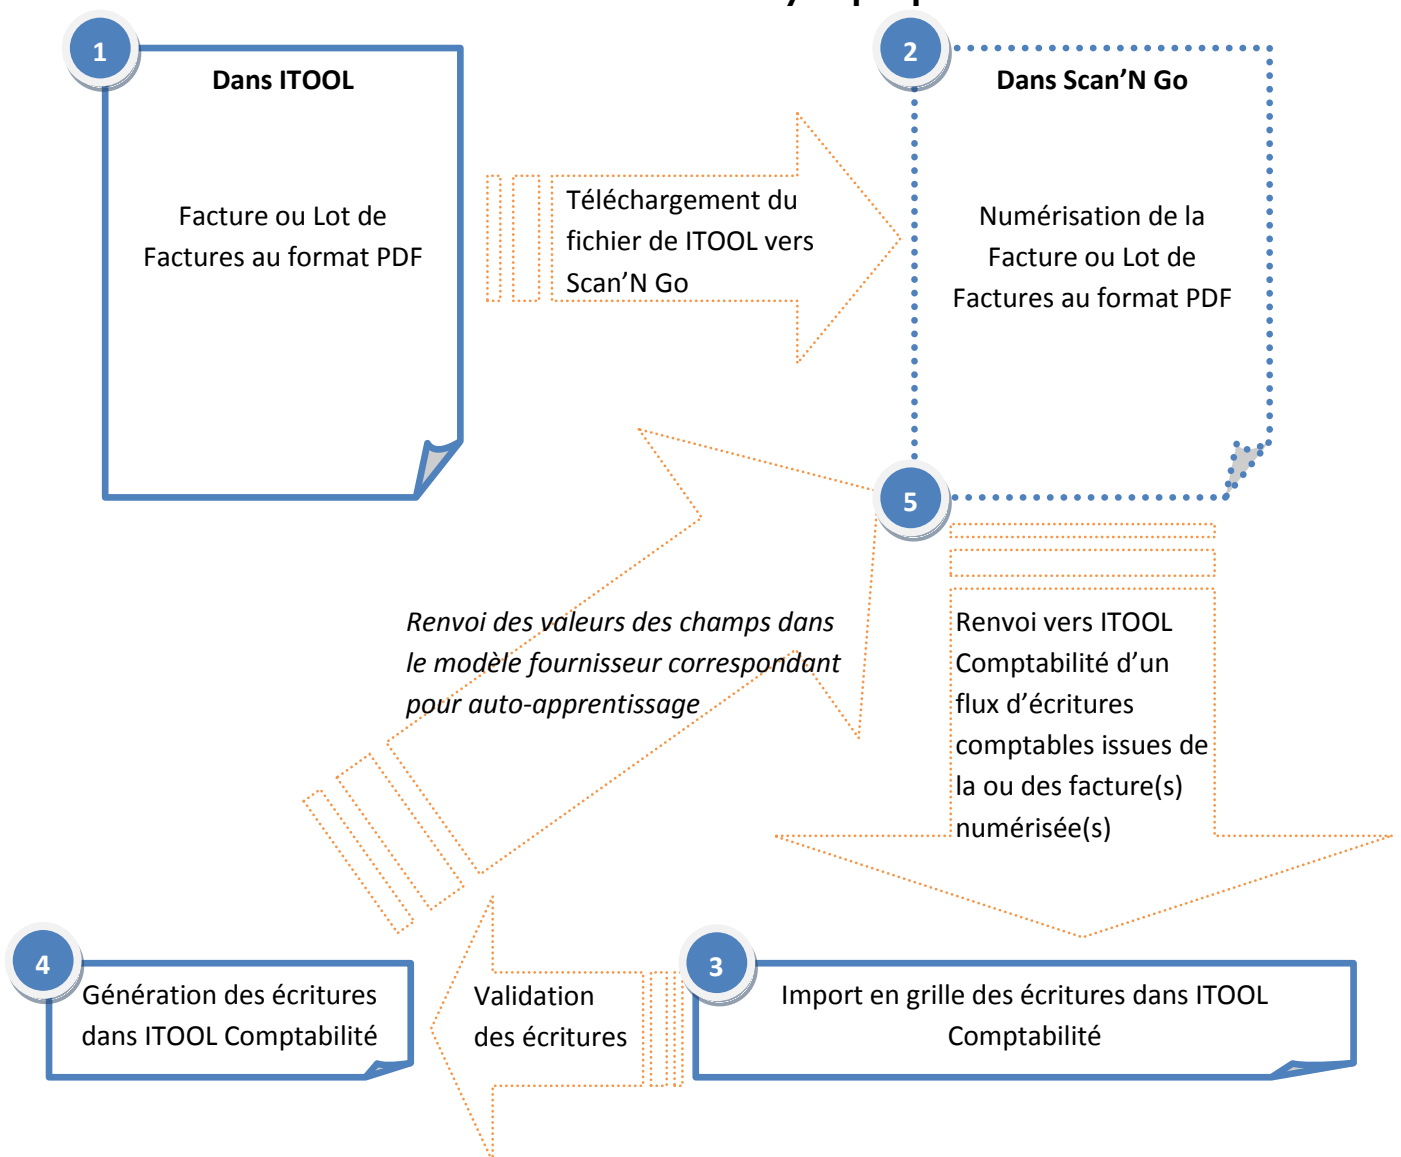 1
Dans ITOOL
Facture ou Lot de
Factures au format PDF
Téléchargement du
fichier de ITOOL vers
Scan’N Go
2
Dans Scan’N Go
Numérisation de la
Facture ou Lot de
Factures au format PDF
5
Renvoi des valeurs des champs dans
le modèle fournisseur correspondant
pour auto-apprentissage
Renvoi vers ITOOL
Comptabilité d’un
flux d’écritures
comptables issues de
la ou des facture(s)
numérisée(s)
4
Génération des écritures
dans ITOOL Comptabilité
Validation
des écritures
3
Import en grille des écritures dans ITOOL
Comptabilité